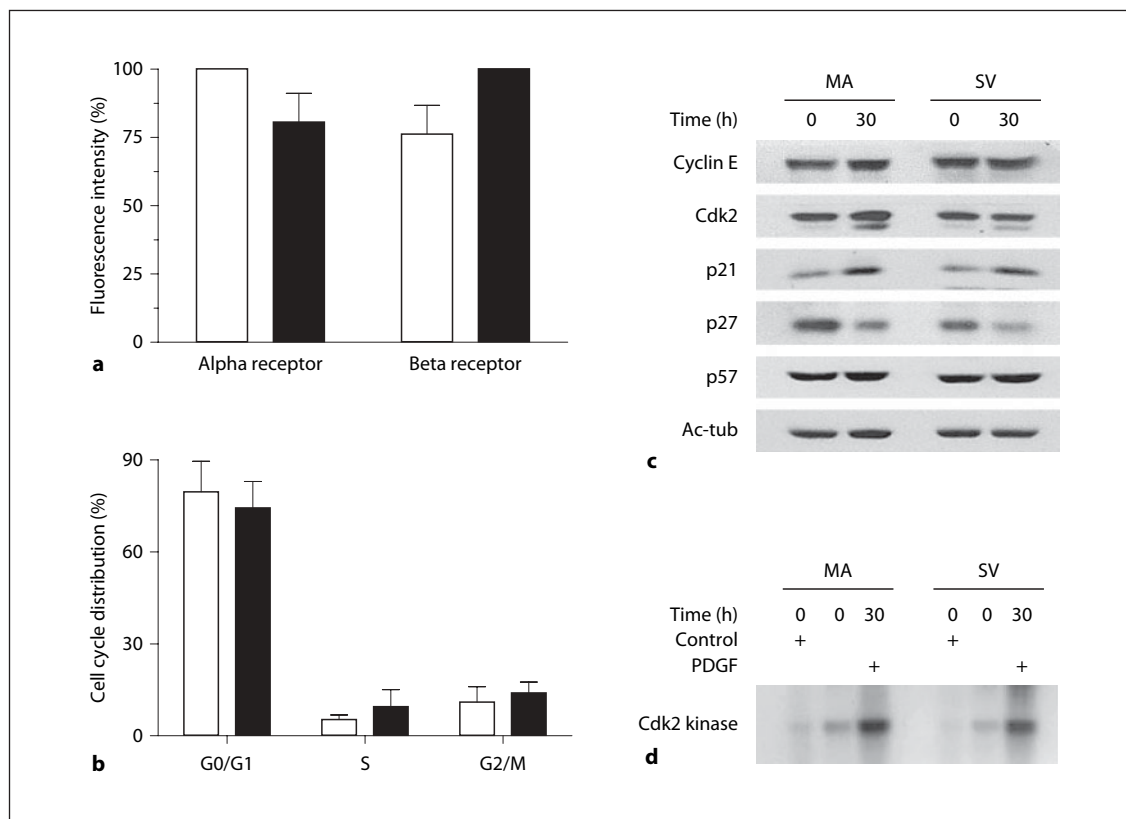 100
75
50
25
0
Fluorescence intensity (%)
Alpha receptor Beta receptor
a
90
60
30
0
Cell cycle distribution (%)
G0/G1 S G2/M
b
MA SV
Time (h) 0 30 0 30
Cyclin E
Cdk2
p21
p27
p57
Ac-tub
c
MA SV
Time (h) 0 0 30 0 0 30
Control + +
PDGF + +
Cdk2 kinase
d